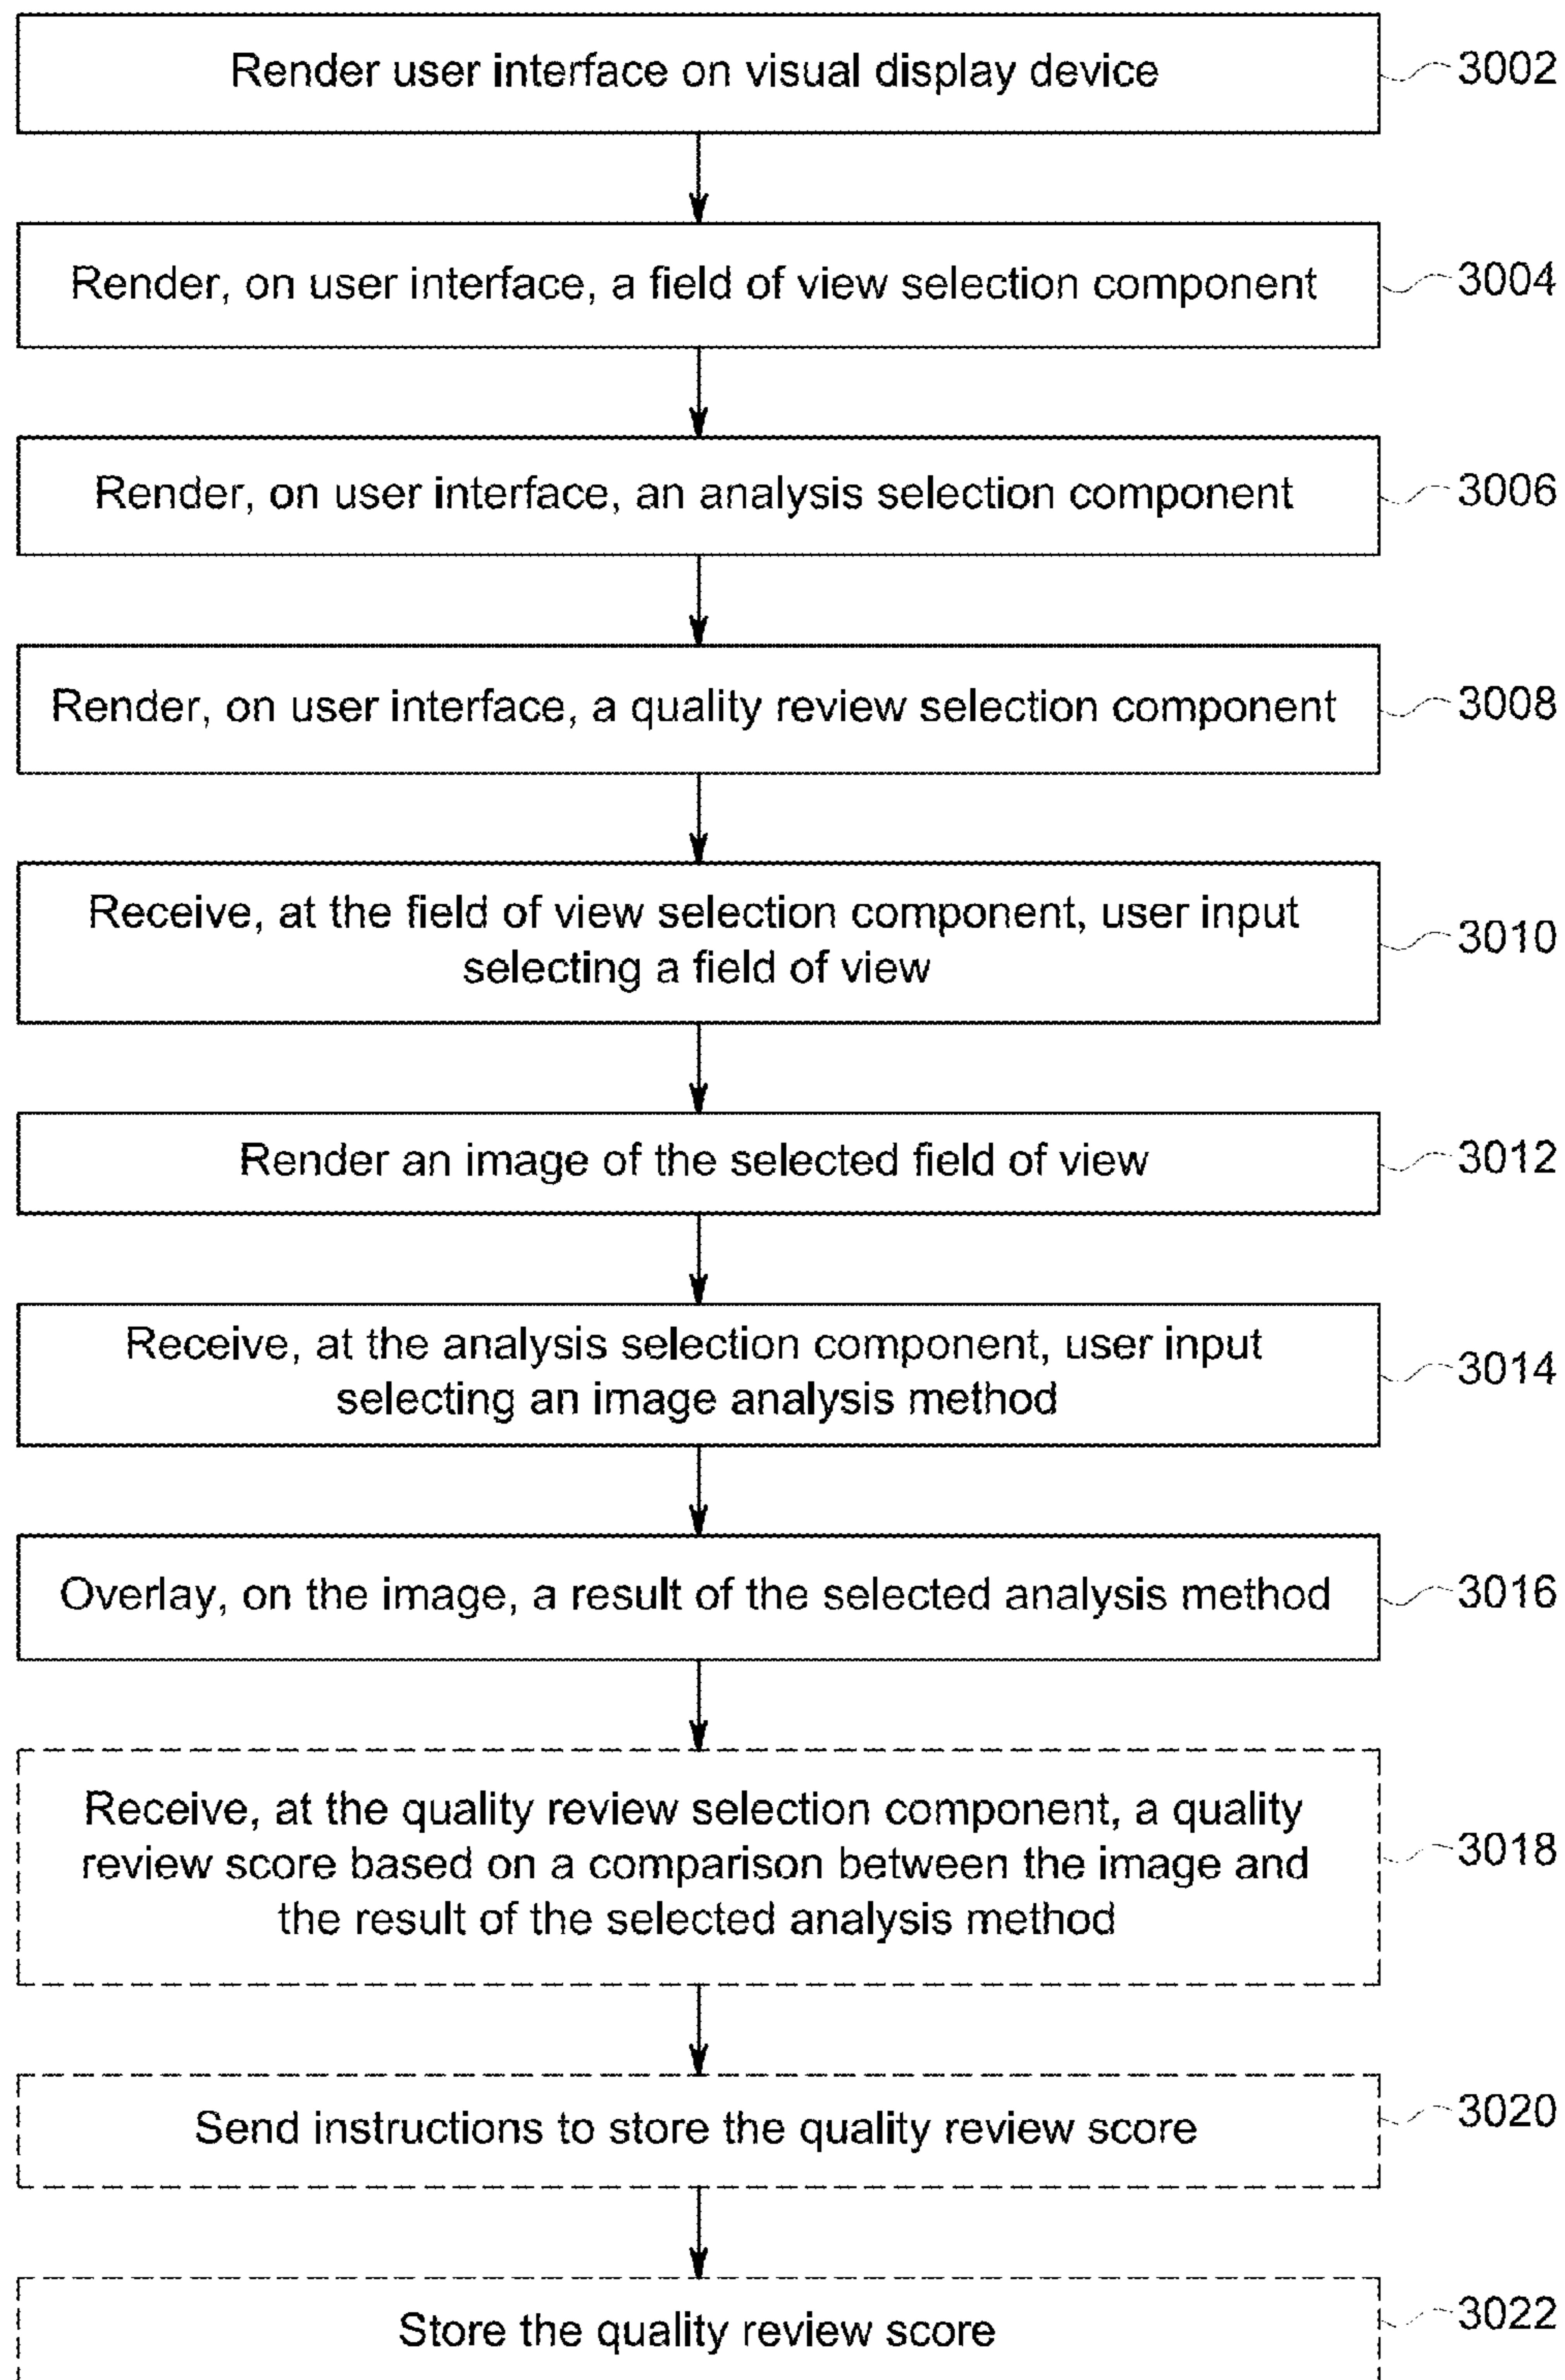 Render user interface on visual display device
3002
Render, on user interface, a field of view selection component
3004
Render, on user interface, an analysis selection component
3006
Render, on user interface, a quality review selection component
3008
Receive, at the field of view selection component, user input
selecting a field of view
3010
Render an image of the selected field of view
3012
Receive, at the analysis selection component, user input
selecting an image analysis method
3014
Overlay, on the image, a result of the selected analysis method
3016
Receive, at the quality review selection component, a quality
review score based on a comparison between the image and
the result of the selected analysis method
3018
Send instructions to store the quality review score
3020
Store the quality review score
3022